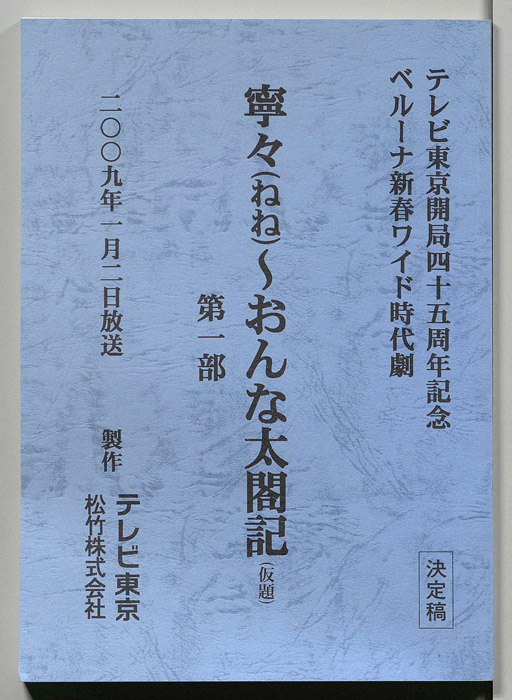 テレビ東京開局四十五周年記念
ベルーナ新春ワイド時代劇
決定稿
寧々(ねね)～おんな太閤記(仮題)
第一部
二〇〇九年一月二日放送
製作
テレビ東京
松竹株式会社